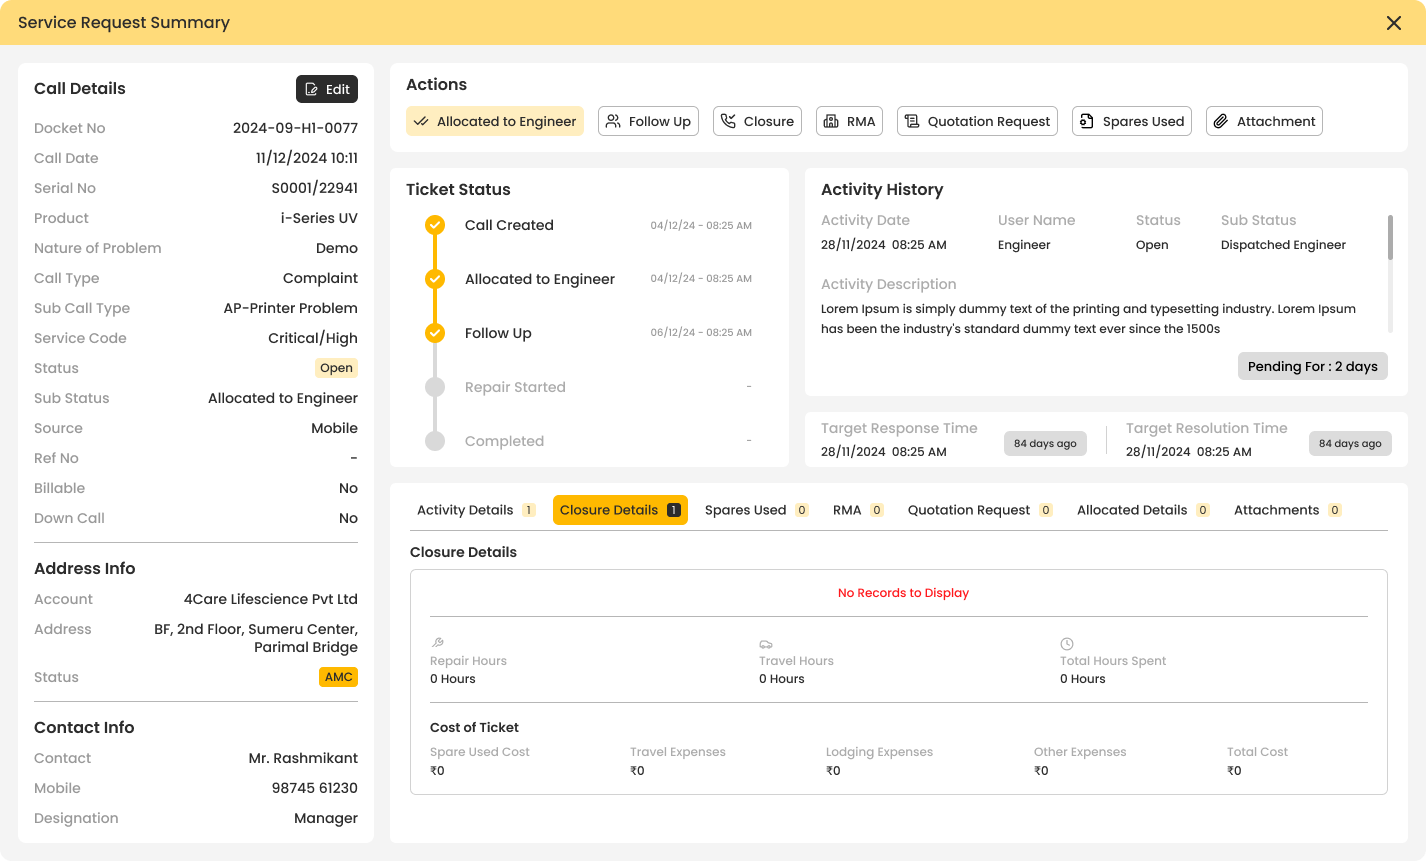 Service Request Summary
Call Details
Edit
Docket No 2024-09-H1-0077
Call Date 11/12/2024 10:11
Serial No S0001/22941
Product i-Series UV
Nature of Problem Demo
Call Type Complaint
Sub Call Type AP-Printer Problem
Service Code Critical/High
Status Open
Sub Status Allocated to Engineer
Source Mobile
Ref No -
Billable No
Down Call No
Address Info
Account 4Care Lifescience Pvt Ltd
Address BF, 2nd Floor, Sumeru Center,
Parimal Bridge
Status AMC
Contact Info
Contact Mr. Rashmikant
Mobile 98745 61230
Designation Manager
Actions
Allocated to Engineer Follow Up Closure RMA Quotation Request Spares Used Attachment
Ticket Status
Call Created 04/12/24 - 08:25 AM
Allocated to Engineer 04/12/24 - 08:25 AM
Follow Up 06/12/24 - 08:25 AM
Repair Started -
Completed -
Activity History
Activity Date User Name Status Sub Status
28/11/2024 08:25 AM Engineer Open Dispatched Engineer
Activity Description
Lorem Ipsum is simply dummy text of the printing and typesetting industry. Lorem Ipsum
has been the industry's standard dummy text ever since the 1500s
Pending For : 2 days
Target Response Time
28/11/2024 08:25 AM
84 days ago
Target Resolution Time
28/11/2024 08:25 AM
84 days ago
Activity Details 1 Closure Details 1 Spares Used 0 RMA 0 Quotation Request 0 Allocated Details 0 Attachments 0
Closure Details
No Records to Display
Repair Hours Travel Hours Total Hours Spent
0 Hours 0 Hours 0 Hours
Cost of Ticket
Spare Used Cost Travel Expenses Lodging Expenses Other Expenses Total Cost
₹0 ₹0 ₹0 ₹0 ₹0